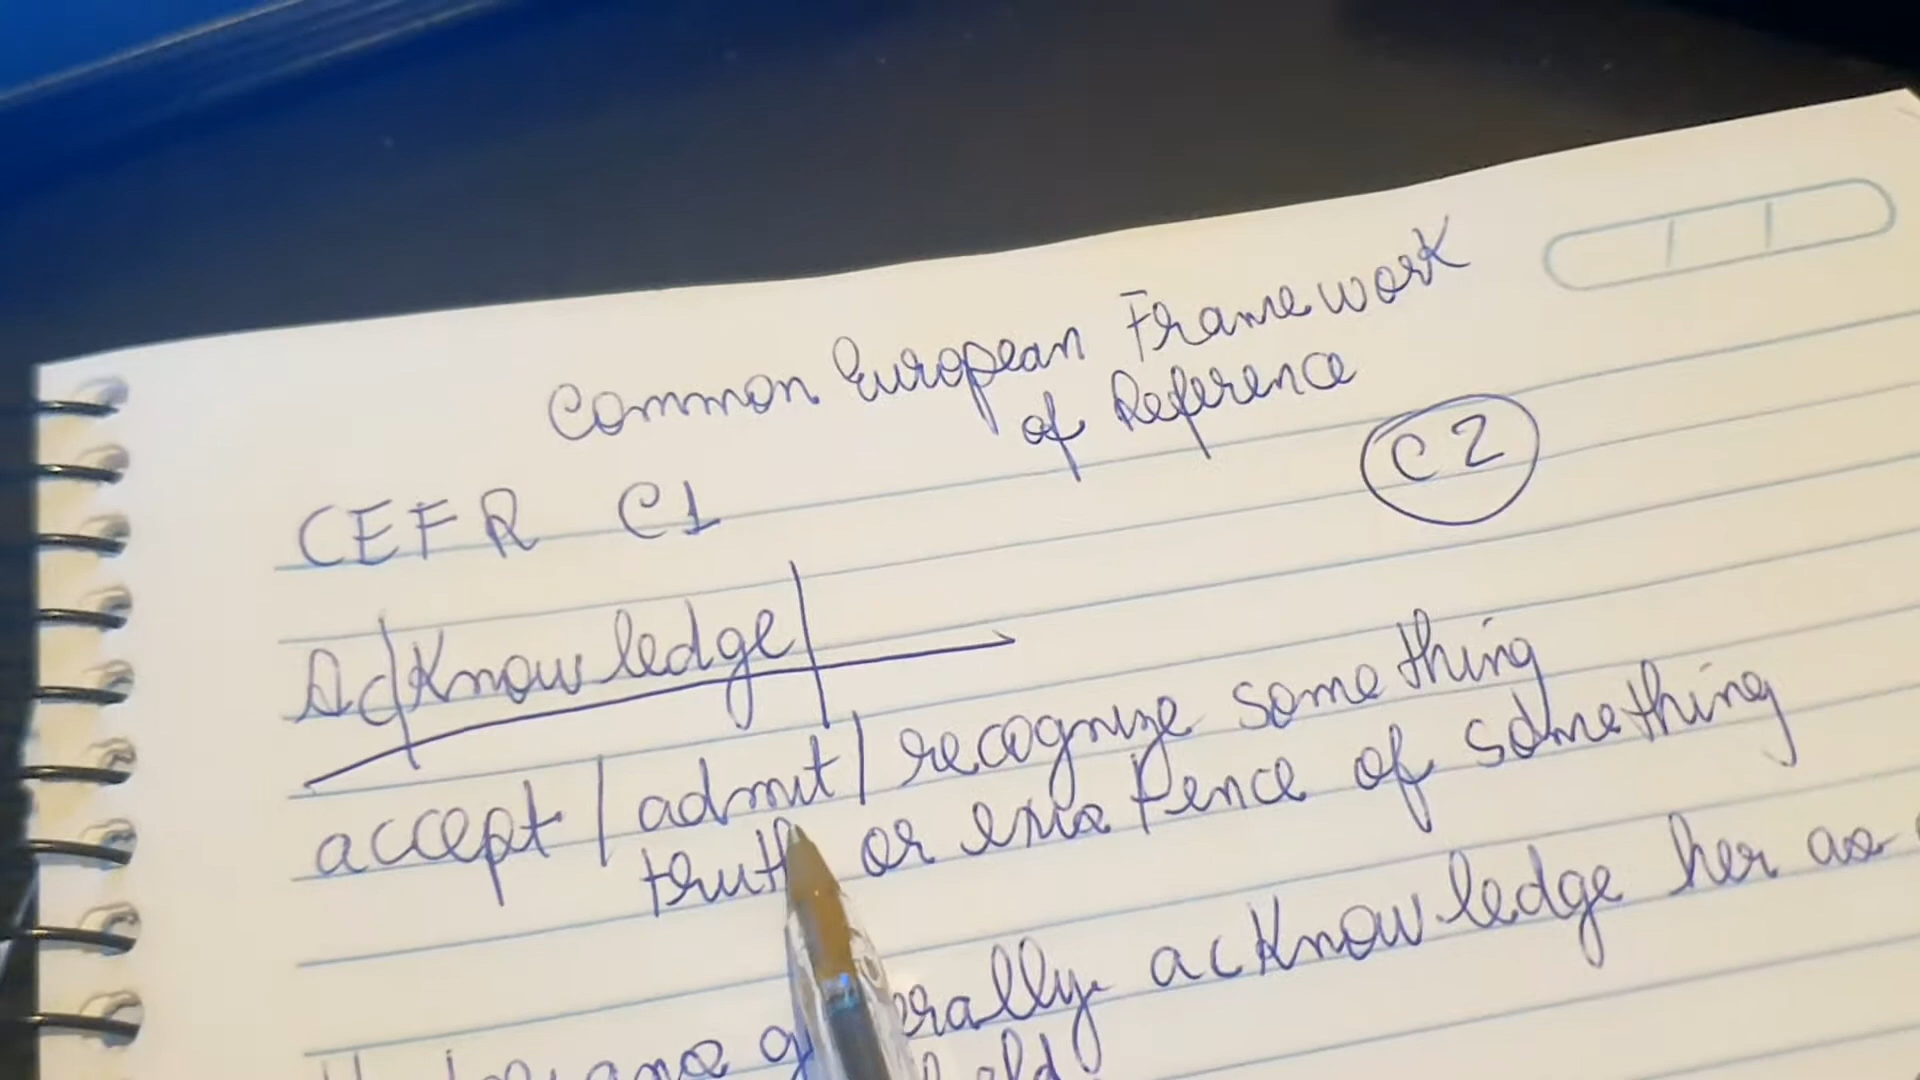 Common European Framework
of Reference
CEFR C1
C2
Acknowledge
accept / admit / recognize something
truth or existence of something
acknowledge her as